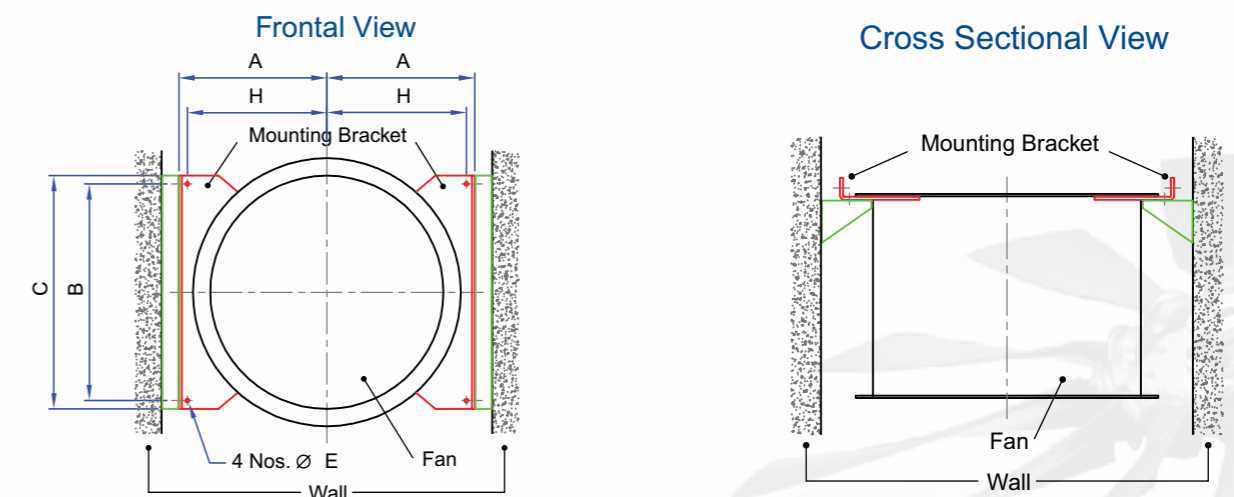 Frontal View
A A
H H
Mounting Bracket
C B
4 Nos. Ø E
Fan
Wall
Cross Sectional View
Mounting Bracket
Fan
Wall